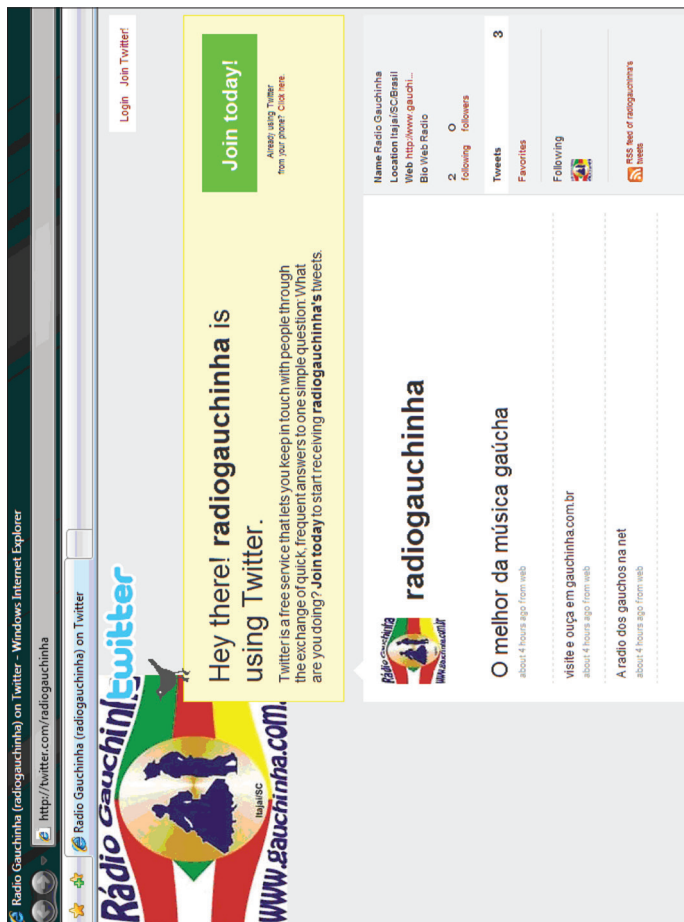 Radio Gauchinha (radiogauchinha) on Twitter - Windows Internet Explorer
http://twitter.com/radiogauchinha
Radio Gauchinha (radiogauchinha) on Twitter
Rádio Gauchin
Itajaí/SC
www.gauchinha.com.
twitter
Login Join Twitter!
Hey there! radiogauchinha is
using Twitter.
Twitter is a free service that lets you keep in touch with people through
the exchange of quick, frequent answers to one simple question: What
are you doing? Join today to start receiving radiogauchinha's tweets.
Join today!
Already using Twitter
from your phone? Click here.
Rádio Gauchinha
www.gauchinha.com.br
radiogauchinha
O melhor da música gaúcha
about 4 hours ago from web
visite e ouça em gauchinha.com.br
about 4 hours ago from web
A radio dos gauchos na net
about 4 hours ago from web
Name Radio Gauchinha
Location Itajaí/SC/Brasil
Web http://www.gauchi...
Bio Web Radio
2 0
following followers
Tweets 3
Favorites
Following
RSS feed of radiogauchinha's
tweets